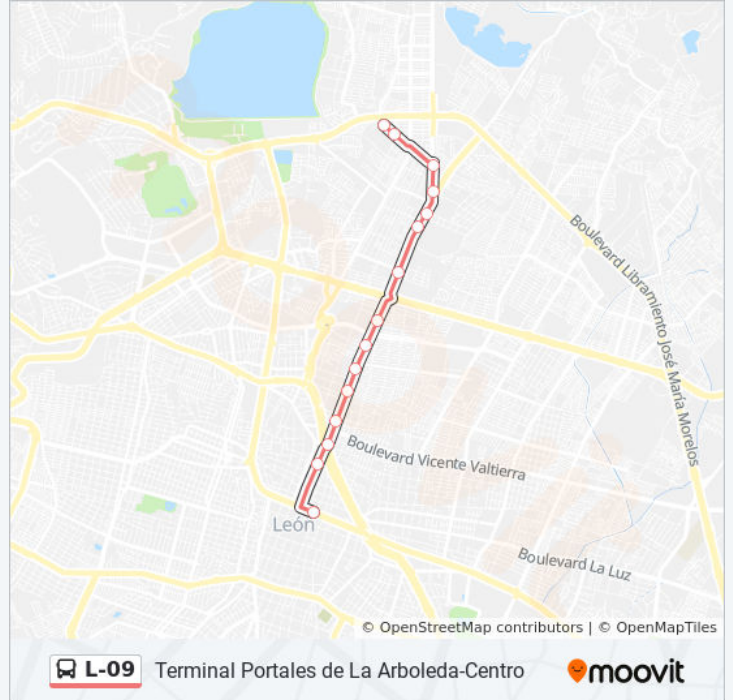 Boulevard Libramiento José María Morelos
Boulevard Vicente Valtierra
León
Boulevard La Luz
© OpenStreetMap contributors | © OpenMapTiles
L-09 Terminal Portales de La Arboleda-Centro moovit